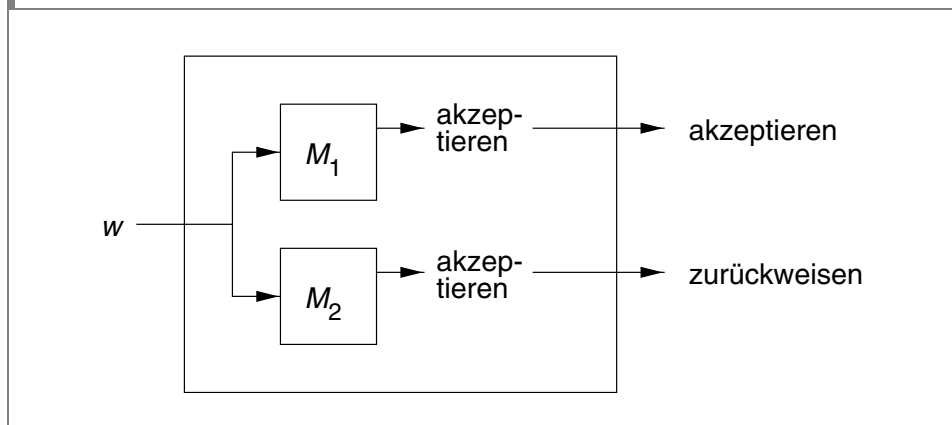 akzep-
tieren
akzeptieren
M1
w
akzep-
tieren
zurückweisen
M2